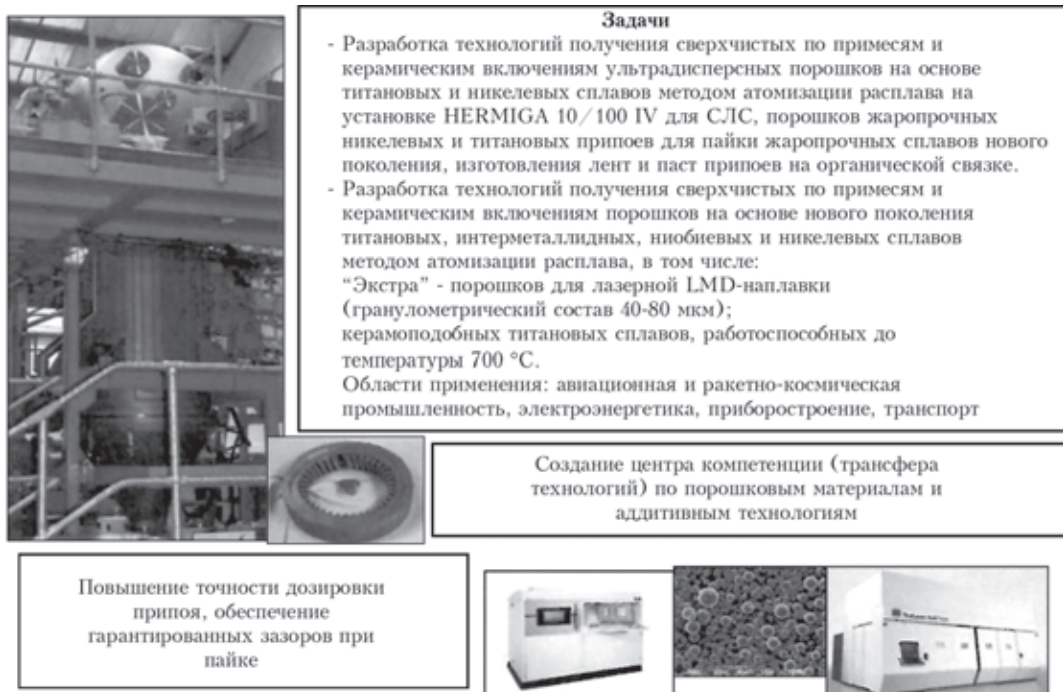 Задачи
- Разработка технологий получения сверхчистых по примесям и
керамическим включениям ультрадисперсных порошков на основе
титановых и никелевых сплавов методом атомизации расплава на
установке HERMIGA 10/100 IV для СЛС, порошков жаропрочных
никелевых и титановых припоев для пайки жаропрочных сплавов нового
поколения, изготовления лент и паст припоев на органической связке.
- Разработка технологий получения сверхчистых по примесям и
керамическим включениям порошков на основе нового поколения
титановых, интерметаллидных, ниобиевых и никелевых сплавов
методом атомизации расплава, в том числе:
“Экстра” - порошков для лазерной LMD-наплавки
(гранулометрический состав 40-80 мкм);
керамоподобных титановых сплавов, работоспособных до
температуры 700 °С.
Области применения: авиационная и ракетно-космическая
промышленность, электроэнергетика, приборостроение, транспорт
Создание центра компетенции (трансфера
технологий) по порошковым материалам и
аддитивным технологиям
Повышение точности дозировки
припоя, обеспечение
гарантированных зазоров при
пайке